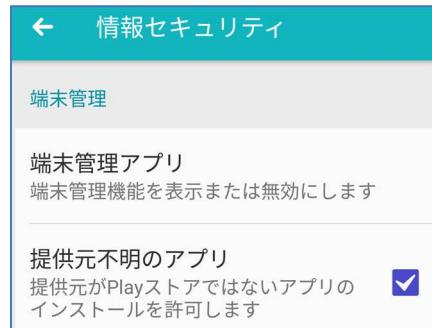 情報セキュリティ
端末管理
端末管理アプリ
端末管理機能を表示または無効にします
提供元不明のアプリ
提供元がPlayストアではないアプリの
インストールを許可します